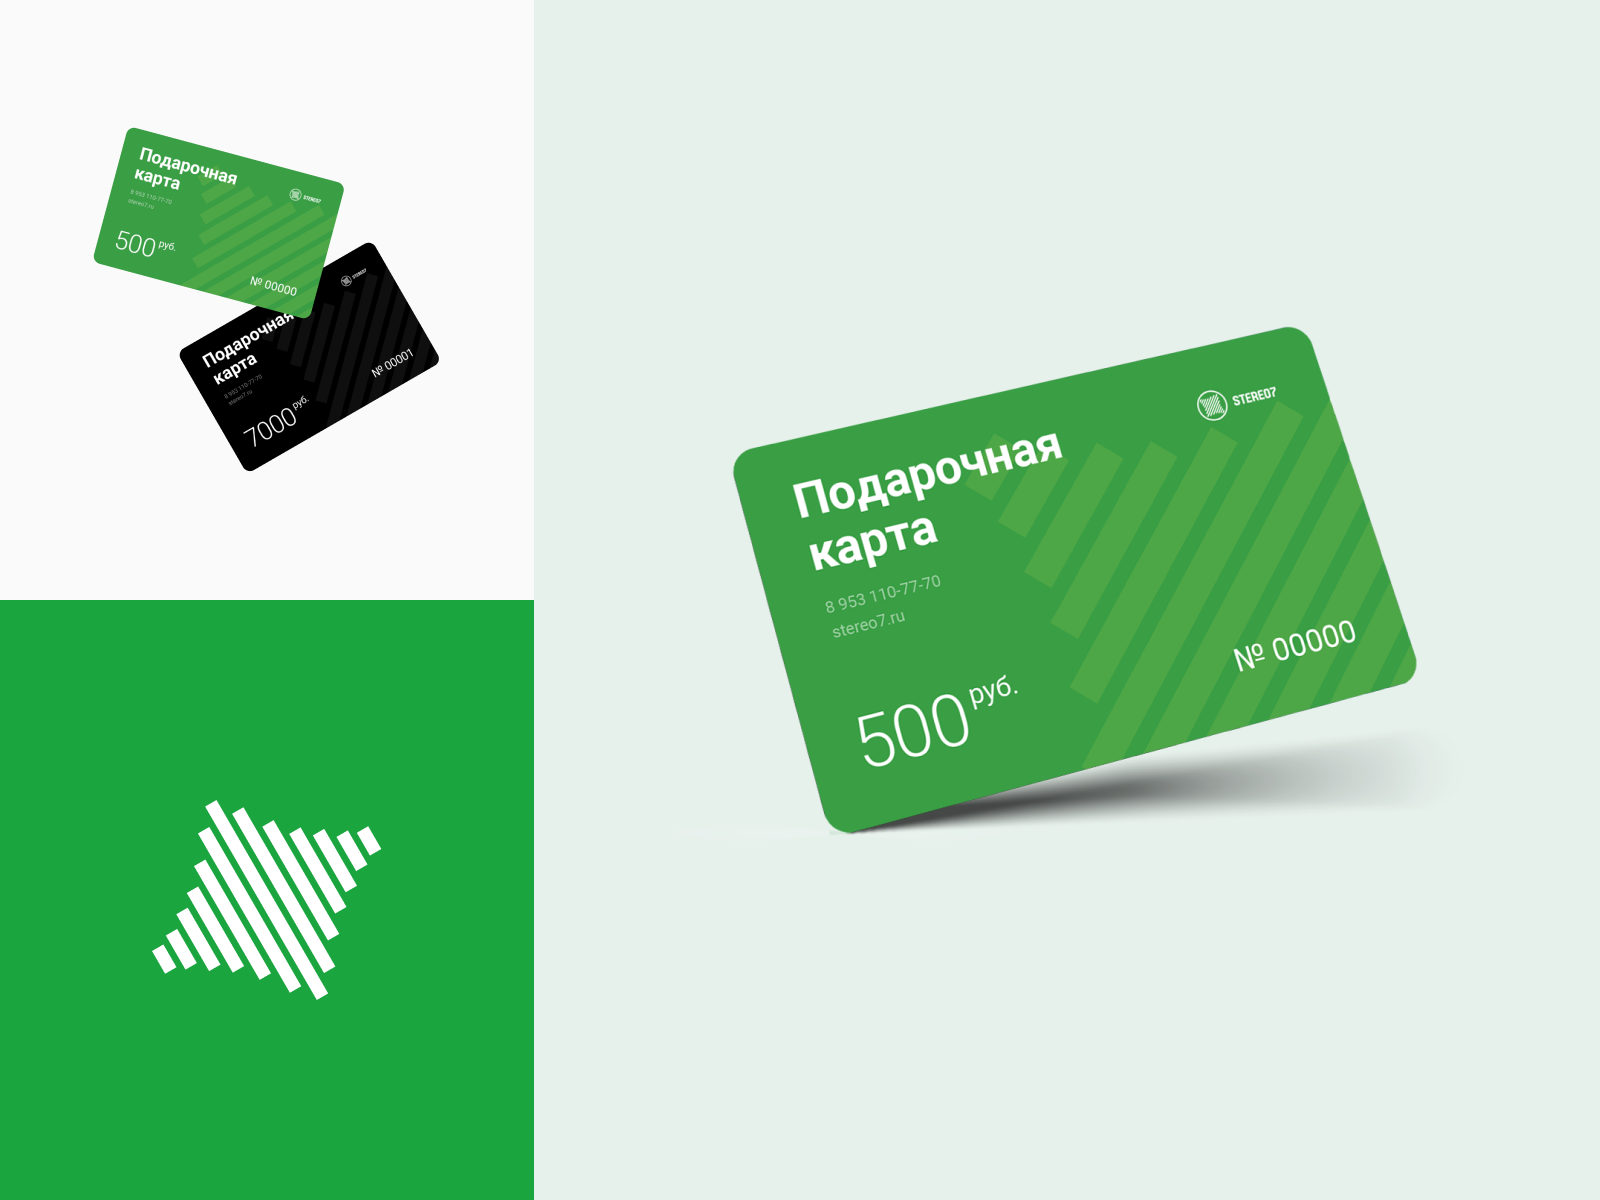 Подарочная
карта
8 953 110-77-70
stereo7.ru
STEREO7
500 руб.
№ 00000
Подарочная
карта
8 953 110-77-70
stereo7.ru
STEREO7
7000 руб.
№ 00001
STEREO7
Подарочная
карта
8 953 110-77-70
stereo7.ru
500 руб.
№ 00000